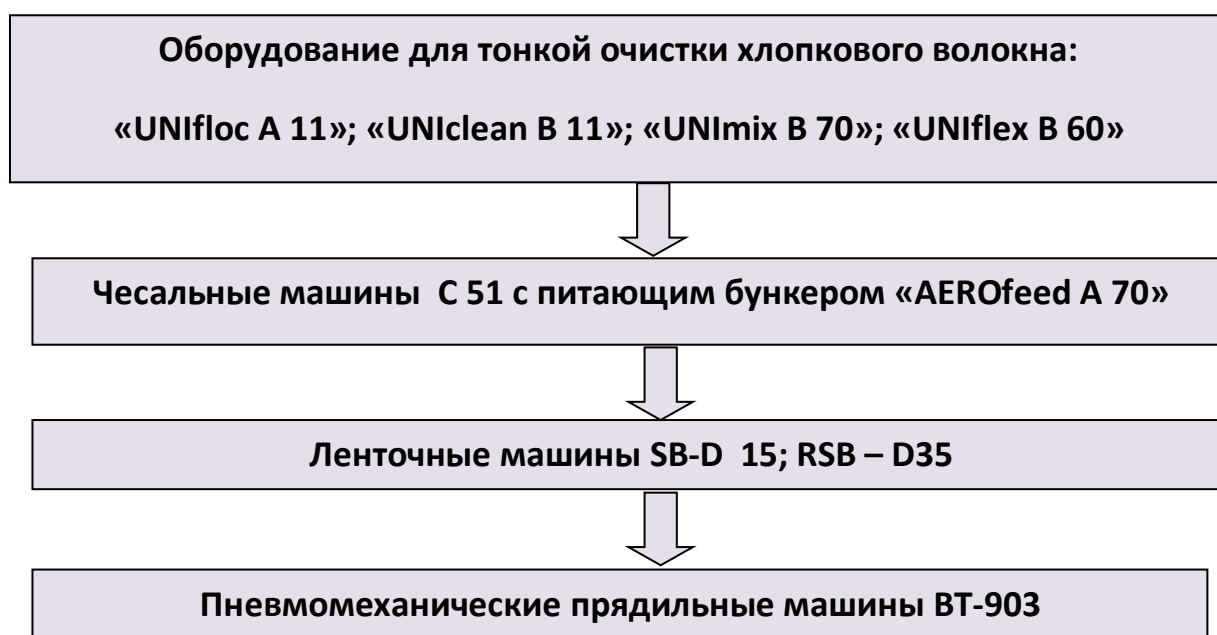 Оборудование для тонкой очистки хлопкового волокна:
«UNIfloc A 11»; «UNIclean B 11»; «UNImix B 70»; «UNIflex B 60»
Чесальные машины С 51 с питающим бункером «AEROfeed A 70»
Ленточные машины SB-D 15; RSB – D35
Пневмомеханические прядильные машины BT-903